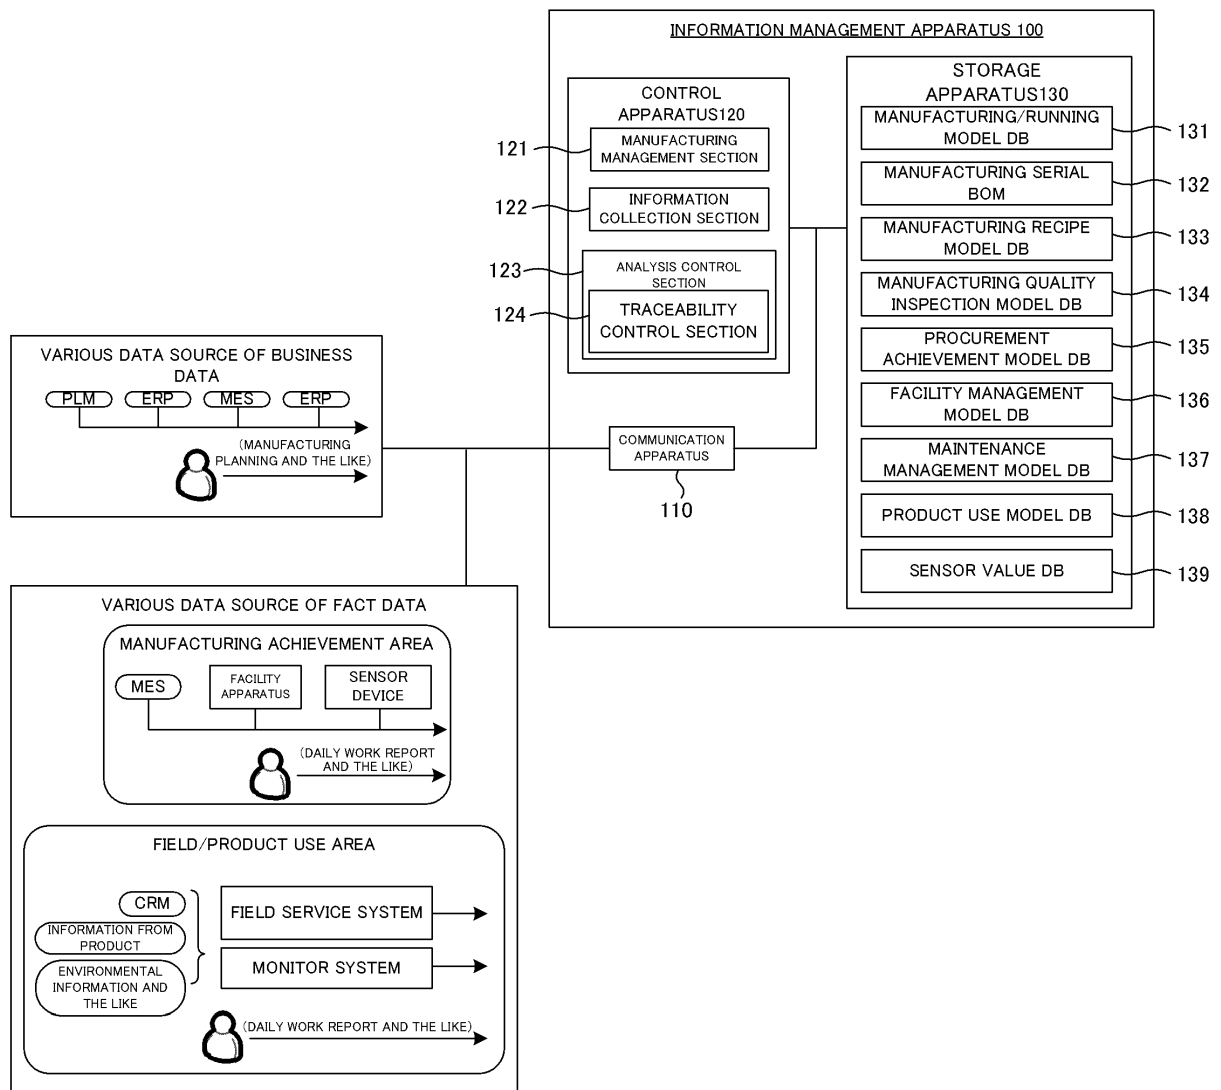 INFORMATION MANAGEMENT APPARATUS 100
CONTROL
APPARATUS120
121
MANUFACTURING
MANAGEMENT SECTION
122
INFORMATION
COLLECTION SECTION
123
ANALYSIS CONTROL
SECTION
124
TRACEABILITY
CONTROL SECTION
STORAGE
APPARATUS130
MANUFACTURING/RUNNING
MODEL DB
131
MANUFACTURING SERIAL
BOM
132
MANUFACTURING RECIPE
MODEL DB
133
MANUFACTURING QUALITY
INSPECTION MODEL DB
134
PROCUREMENT
ACHIEVEMENT MODEL DB
135
FACILITY MANAGEMENT
MODEL DB
136
MAINTENANCE
MANAGEMENT MODEL DB
137
PRODUCT USE MODEL DB
138
SENSOR VALUE DB
139
COMMUNICATION
APPARATUS
110
VARIOUS DATA SOURCE OF BUSINESS
DATA
PLM
ERP
MES
ERP
(MANUFACTURING
PLANNING AND THE LIKE)
VARIOUS DATA SOURCE OF FACT DATA
MANUFACTURING ACHIEVEMENT AREA
MES
FACILITY
APPARATUS
SENSOR
DEVICE
(DAILY WORK REPORT
AND THE LIKE)
FIELD/PRODUCT USE AREA
CRM
INFORMATION FROM
PRODUCT
ENVIRONMENTAL
INFORMATION AND
THE LIKE
FIELD SERVICE SYSTEM
MONITOR SYSTEM
(DAILY WORK REPORT AND THE LIKE)